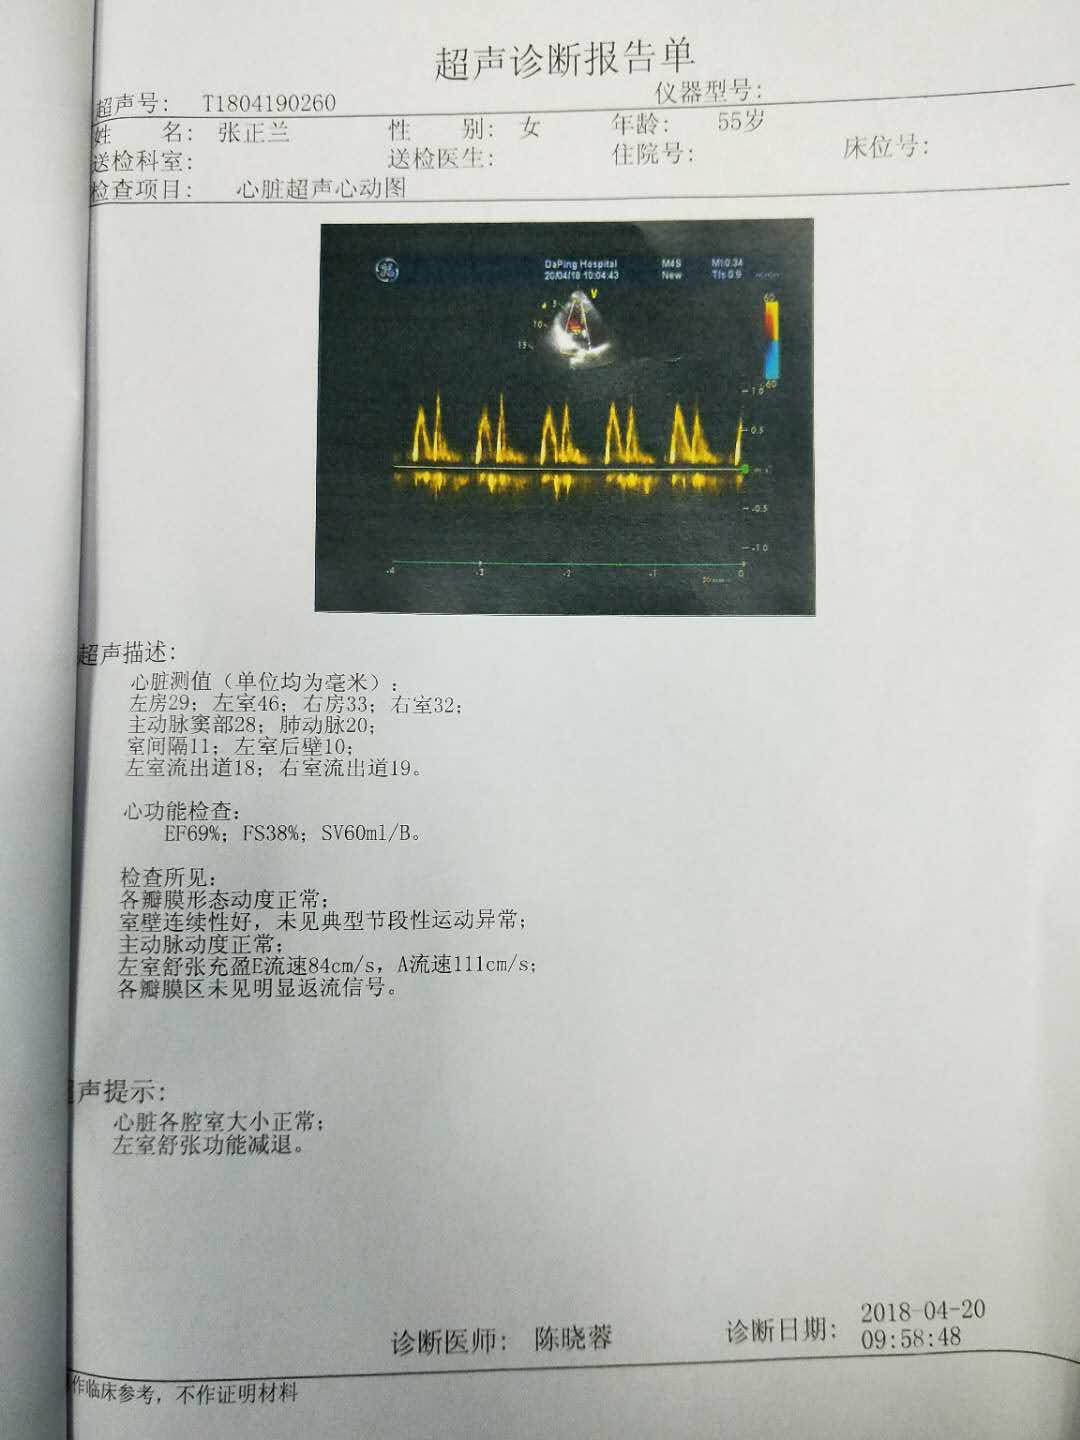 超声诊断报告单
超声号: T1804190260 仪器型号:
姓 名: 张正兰 性 别: 女 年龄: 55岁
送检科室: 送检医生: 住院号: 床位号:
检查项目: 心脏超声心动图
DaPing Hospital M4S MI 0.34
20/04/18 10:04:43 New TIs 0.9
V
5
10
15
60
60
1.0
0.5
-0.5
-1.0
-4 -3 -2 -1 0
超声描述:
心脏测值（单位均为毫米）:
左房29; 左室46; 右房33; 右室32;
主动脉窦部28; 肺动脉20;
室间隔11; 左室后壁10;
左室流出道18; 右室流出道19。
心功能检查:
EF69%; FS38%; SV60ml/B。
检查所见:
各瓣膜形态动度正常;
室壁连续性好, 未见典型节段性运动异常;
主动脉动度正常;
左室舒张充盈E流速84cm/s, A流速111cm/s;
各瓣膜区未见明显返流信号。
声提示:
心脏各腔室大小正常;
左室舒张功能减退。
诊断医师: 陈晓蓉 诊断日期: 2018-04-20
09:58:48
作临床参考, 不作证明材料